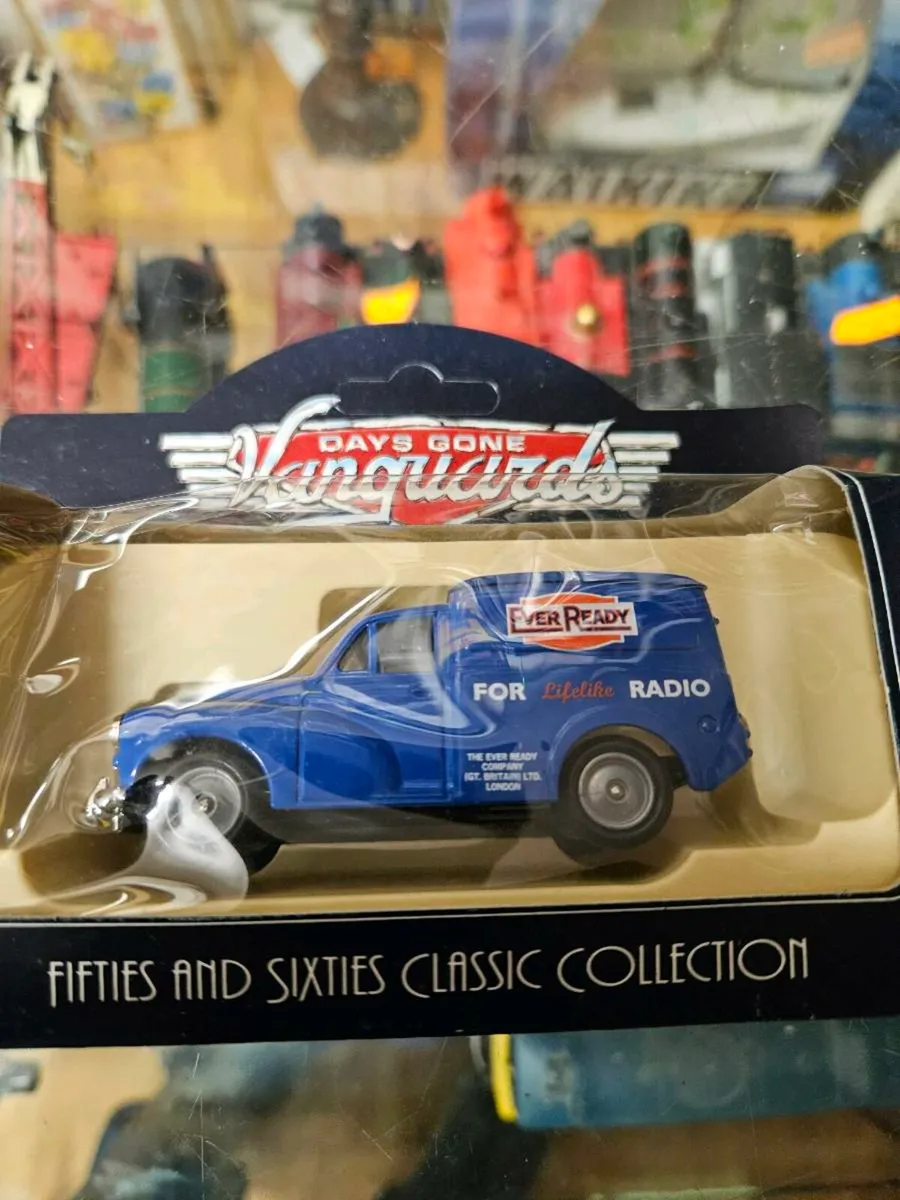 DAYS GONE
Vanguards
EVER READY
FOR Lifelike RADIO
THE EVER READY
COMPANY
(GT. BRITAIN) LTD.
LONDON
FIFTIES AND SIXTIES CLASSIC COLLECTION